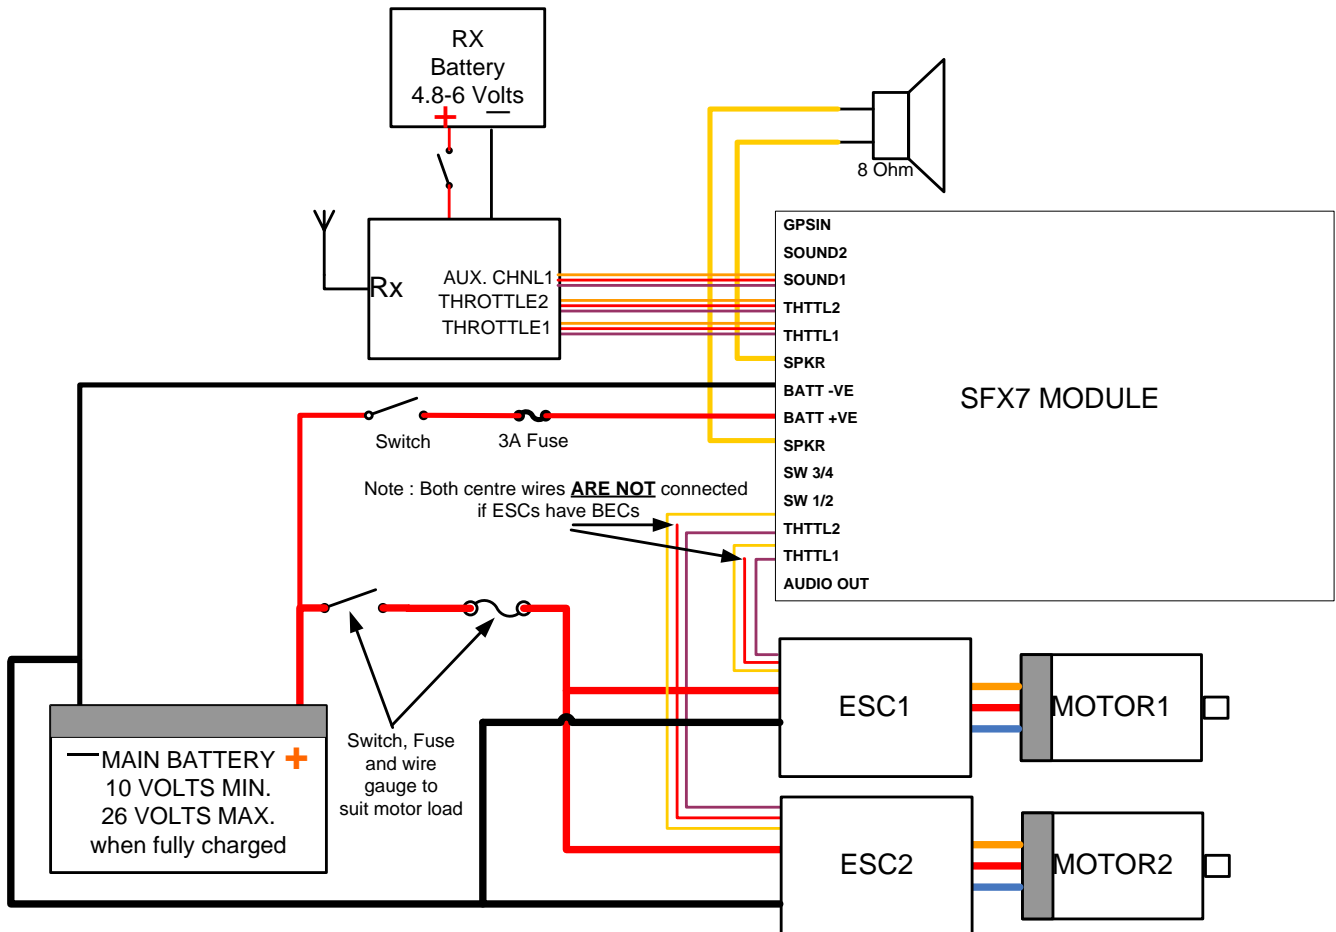 RX
Battery
4.8-6 Volts
8 Ohm
Rx
AUX. CHNL1
THROTTLE2
THROTTLE1
GPSIN
SOUND2
SOUND1
THTTL2
THTTL1
SPKR
BATT -VE
BATT +VE
SPKR
SW 3/4
SW 1/2
THTTL2
THTTL1
AUDIO OUT
SFX7 MODULE
Switch
3A Fuse
Note : Both centre wires ARE NOT connected
if ESCs have BECs
MAIN BATTERY
10 VOLTS MIN.
26 VOLTS MAX.
when fully charged
Switch, Fuse
and wire
gauge to
suit motor load
ESC1
MOTOR1
ESC2
MOTOR2